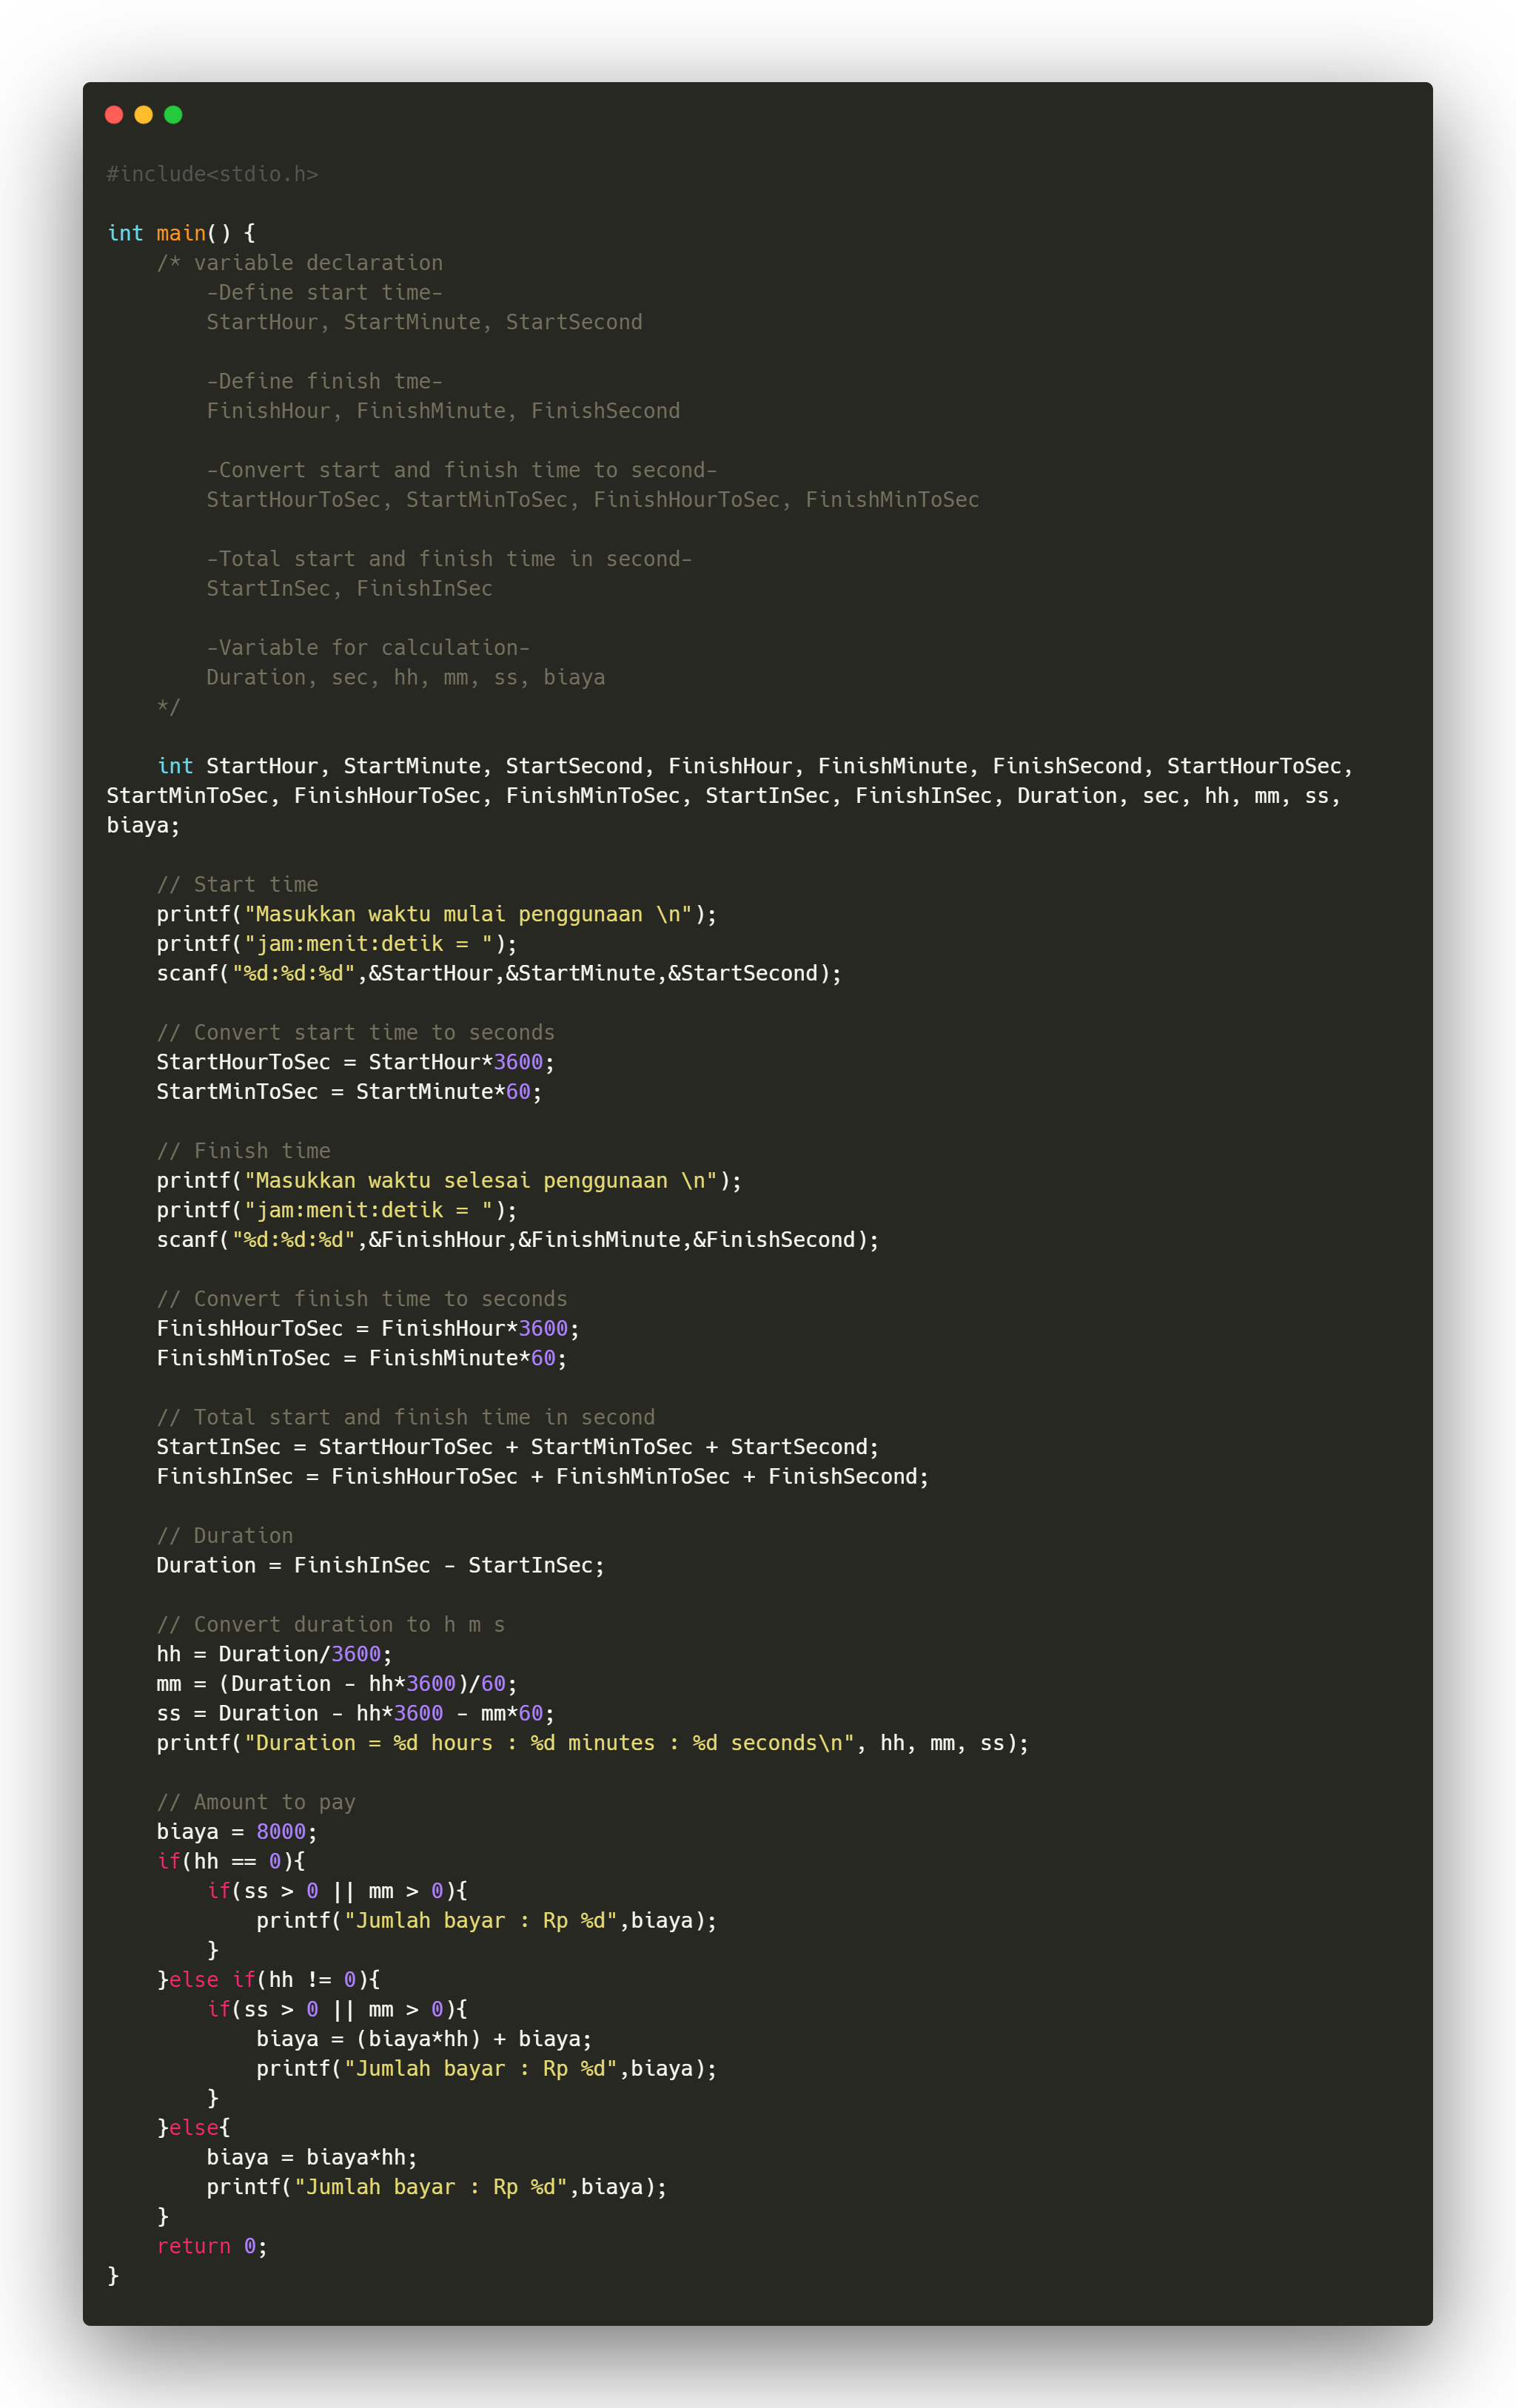 #include<stdio.h>

int main() {
    /* variable declaration
        -Define start time-
        StartHour, StartMinute, StartSecond

        -Define finish tme-
        FinishHour, FinishMinute, FinishSecond

        -Convert start and finish time to second-
        StartHourToSec, StartMinToSec, FinishHourToSec, FinishMinToSec

        -Total start and finish time in second-
        StartInSec, FinishInSec

        -Variable for calculation-
        Duration, sec, hh, mm, ss, biaya
    */

    int StartHour, StartMinute, StartSecond, FinishHour, FinishMinute, FinishSecond, StartHourToSec,
StartMinToSec, FinishHourToSec, FinishMinToSec, StartInSec, FinishInSec, Duration, sec, hh, mm, ss,
biaya;

    // Start time
    printf("Masukkan waktu mulai penggunaan \n");
    printf("jam:menit:detik = ");
    scanf("%d:%d:%d",&StartHour,&StartMinute,&StartSecond);

    // Convert start time to seconds
    StartHourToSec = StartHour*3600;
    StartMinToSec = StartMinute*60;

    // Finish time
    printf("Masukkan waktu selesai penggunaan \n");
    printf("jam:menit:detik = ");
    scanf("%d:%d:%d",&FinishHour,&FinishMinute,&FinishSecond);

    // Convert finish time to seconds
    FinishHourToSec = FinishHour*3600;
    FinishMinToSec = FinishMinute*60;

    // Total start and finish time in second
    StartInSec = StartHourToSec + StartMinToSec + StartSecond;
    FinishInSec = FinishHourToSec + FinishMinToSec + FinishSecond;

    // Duration
    Duration = FinishInSec - StartInSec;

    // Convert duration to h m s
    hh = Duration/3600;
    mm = (Duration - hh*3600)/60;
    ss = Duration - hh*3600 - mm*60;
    printf("Duration = %d hours : %d minutes : %d seconds\n", hh, mm, ss);

    // Amount to pay
    biaya = 8000;
    if(hh == 0){
        if(ss > 0 || mm > 0){
            printf("Jumlah bayar : Rp %d",biaya);
        }
    }else if(hh != 0){
        if(ss > 0 || mm > 0){
            biaya = (biaya*hh) + biaya;
            printf("Jumlah bayar : Rp %d",biaya);
        }
    }else{
        biaya = biaya*hh;
        printf("Jumlah bayar : Rp %d",biaya);
    }
    return 0;
}